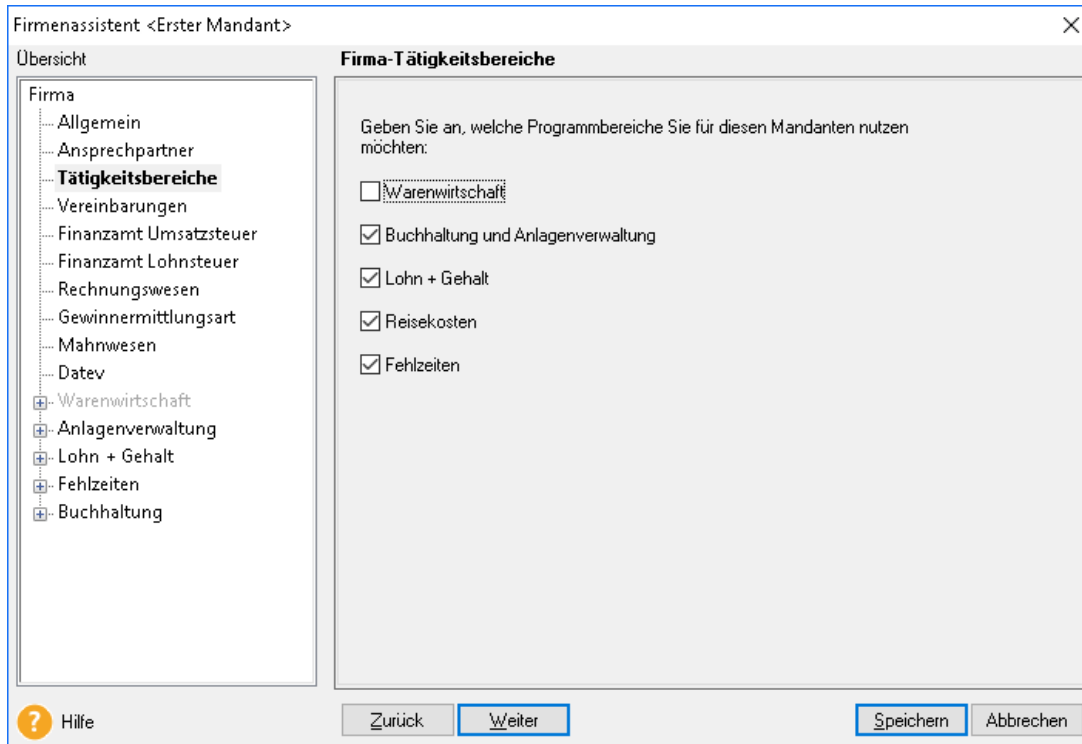 Firmenassistent <Erster Mandant>
Übersicht
Firma
Allgemein
Ansprechpartner
Tätigkeitsbereiche
Vereinbarungen
Finanzamt Umsatzsteuer
Finanzamt Lohnsteuer
Rechnungswesen
Gewinnermittlungsart
Mahnwesen
Datev
Warenwirtschaft
Anlagenverwaltung
Lohn + Gehalt
Fehlzeiten
Buchhaltung
Firma-Tätigkeitsbereiche
Geben Sie an, welche Programmbereiche Sie für diesen Mandanten nutzen
möchten:
Warenwirtschaft
Buchhaltung und Anlagenverwaltung
Lohn + Gehalt
Reisekosten
Fehlzeiten
? Hilfe
Zurück
Weiter
Speichern
Abbrechen